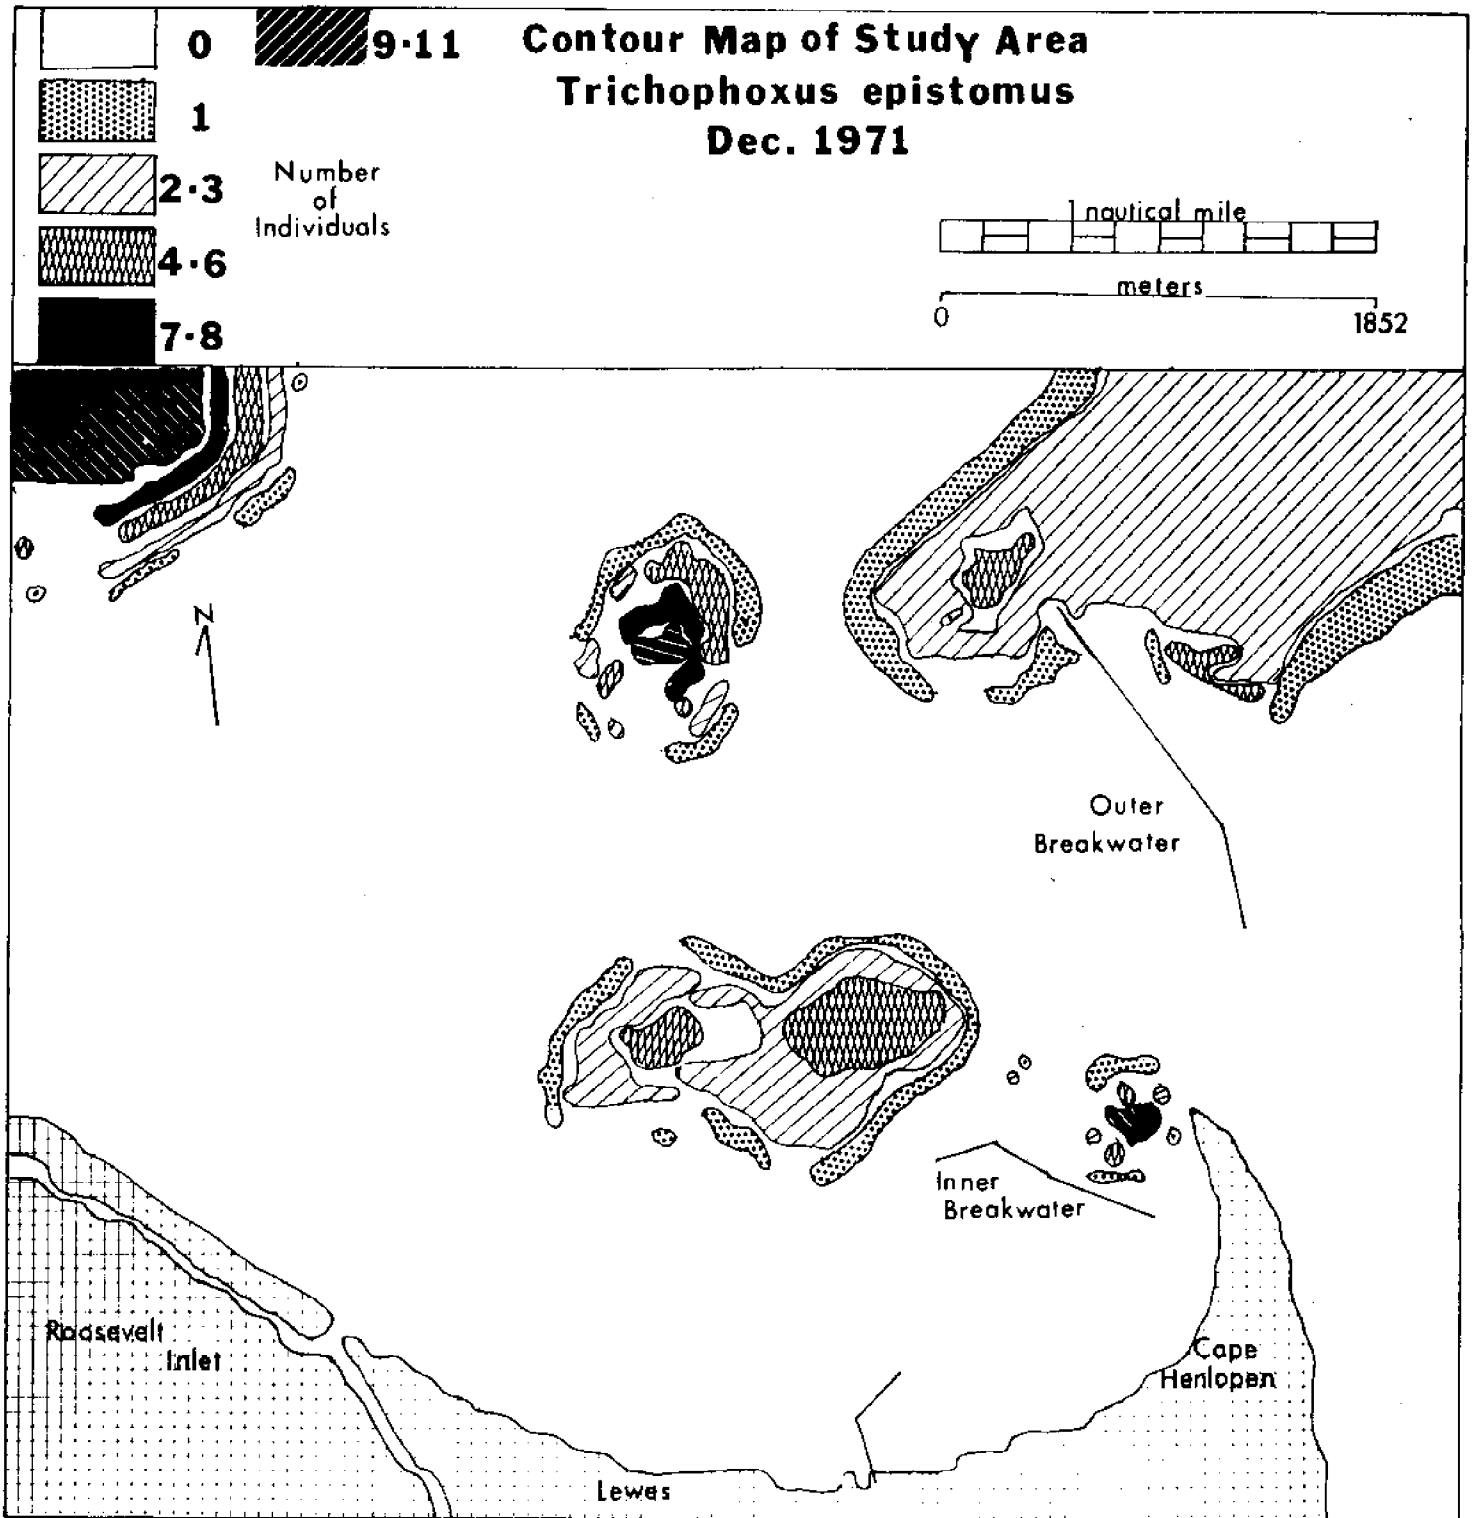 0
9-11
Contour Map of Study Area
Trichophoxus epistomus
Dec. 1971
1
2-3
Number
of
Individuals
4-6
7-8
1 nautical mile
meters
0
1852
N
Outer
Breakwater
Inner
Breakwater
Roosevelt
Inlet
Cape
Henlopen
Lewes